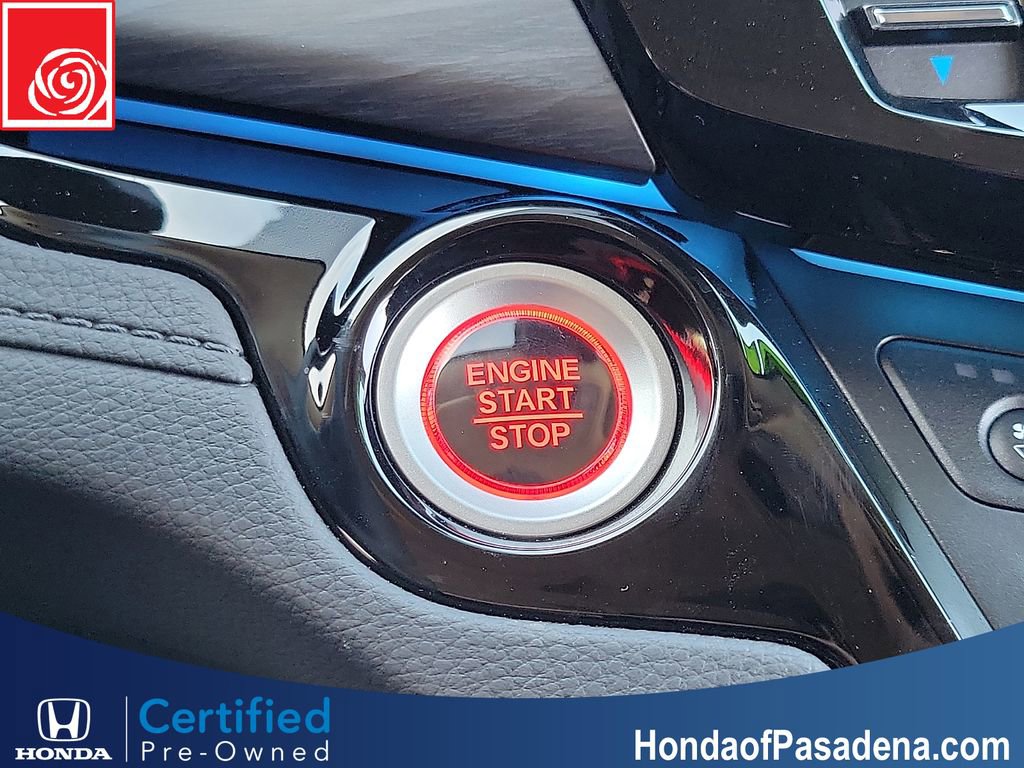 ENGINE
START
STOP
HONDA
Certified
Pre-Owned
HondaofPasadena.com